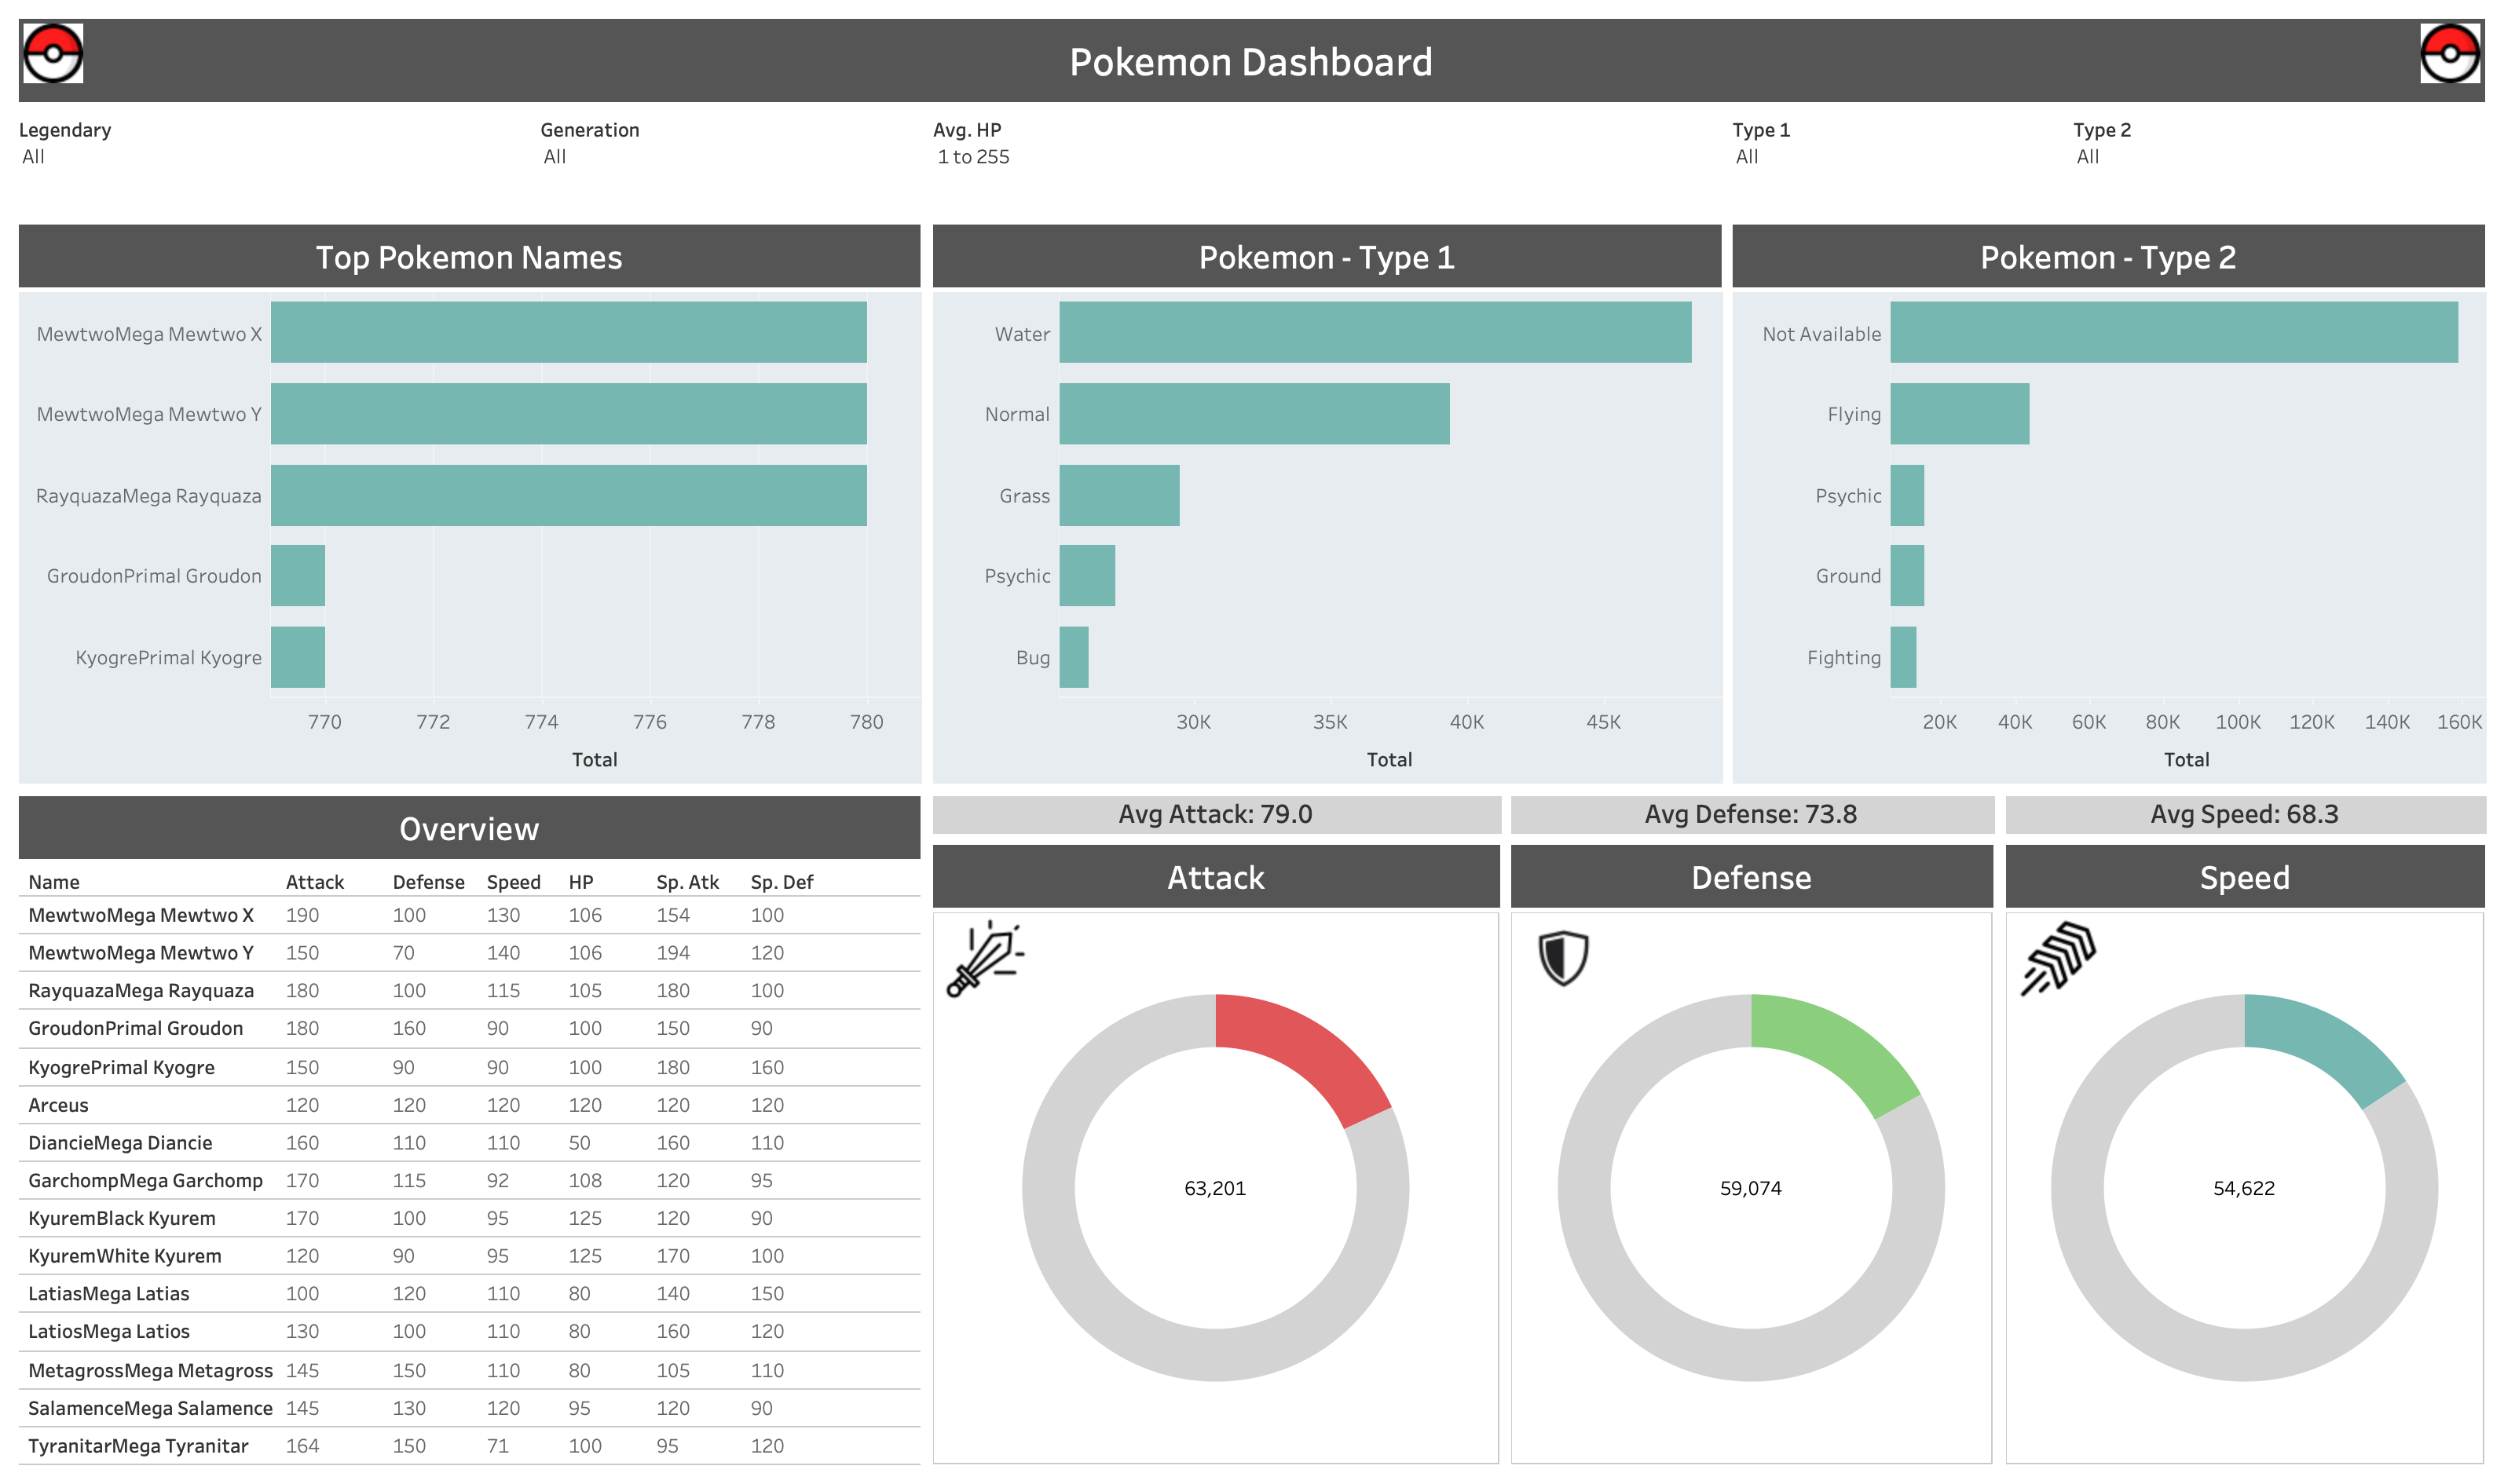 Pokemon Dashboard
Legendary Generation Avg. HP Type 1 Type 2
All All 1 to 255 All All
Top Pokemon Names
MewtwoMega Mewtwo X
MewtwoMega Mewtwo Y
RayquazaMega Rayquaza
GroudonPrimal Groudon
KyogrePrimal Kyogre
770 772 774 776 778 780
Total
Pokemon - Type 1
Water
Normal
Grass
Psychic
Bug
30K 35K 40K 45K
Total
Pokemon - Type 2
Not Available
Flying
Psychic
Ground
Fighting
20K 40K 60K 80K 100K 120K 140K 160K
Total
Overview
Name Attack Defense Speed HP Sp. Atk Sp. Def
MewtwoMega Mewtwo X 190 100 130 106 154 100
MewtwoMega Mewtwo Y 150 70 140 106 194 120
RayquazaMega Rayquaza 180 100 115 105 180 100
GroudonPrimal Groudon 180 160 90 100 150 90
KyogrePrimal Kyogre 150 90 90 100 180 160
Arceus 120 120 120 120 120 120
DiancieMega Diancie 160 110 110 50 160 110
GarchompMega Garchomp 170 115 92 108 120 95
KyuremBlack Kyurem 170 100 95 125 120 90
KyuremWhite Kyurem 120 90 95 125 170 100
LatiasMega Latias 100 120 110 80 140 150
LatiosMega Latios 130 100 110 80 160 120
MetagrossMega Metagross 145 150 110 80 105 110
SalamenceMega Salamence 145 130 120 95 120 90
TyranitarMega Tyranitar 164 150 71 100 95 120
Avg Attack: 79.0
Attack
63,201
Avg Defense: 73.8
Defense
59,074
Avg Speed: 68.3
Speed
54,622